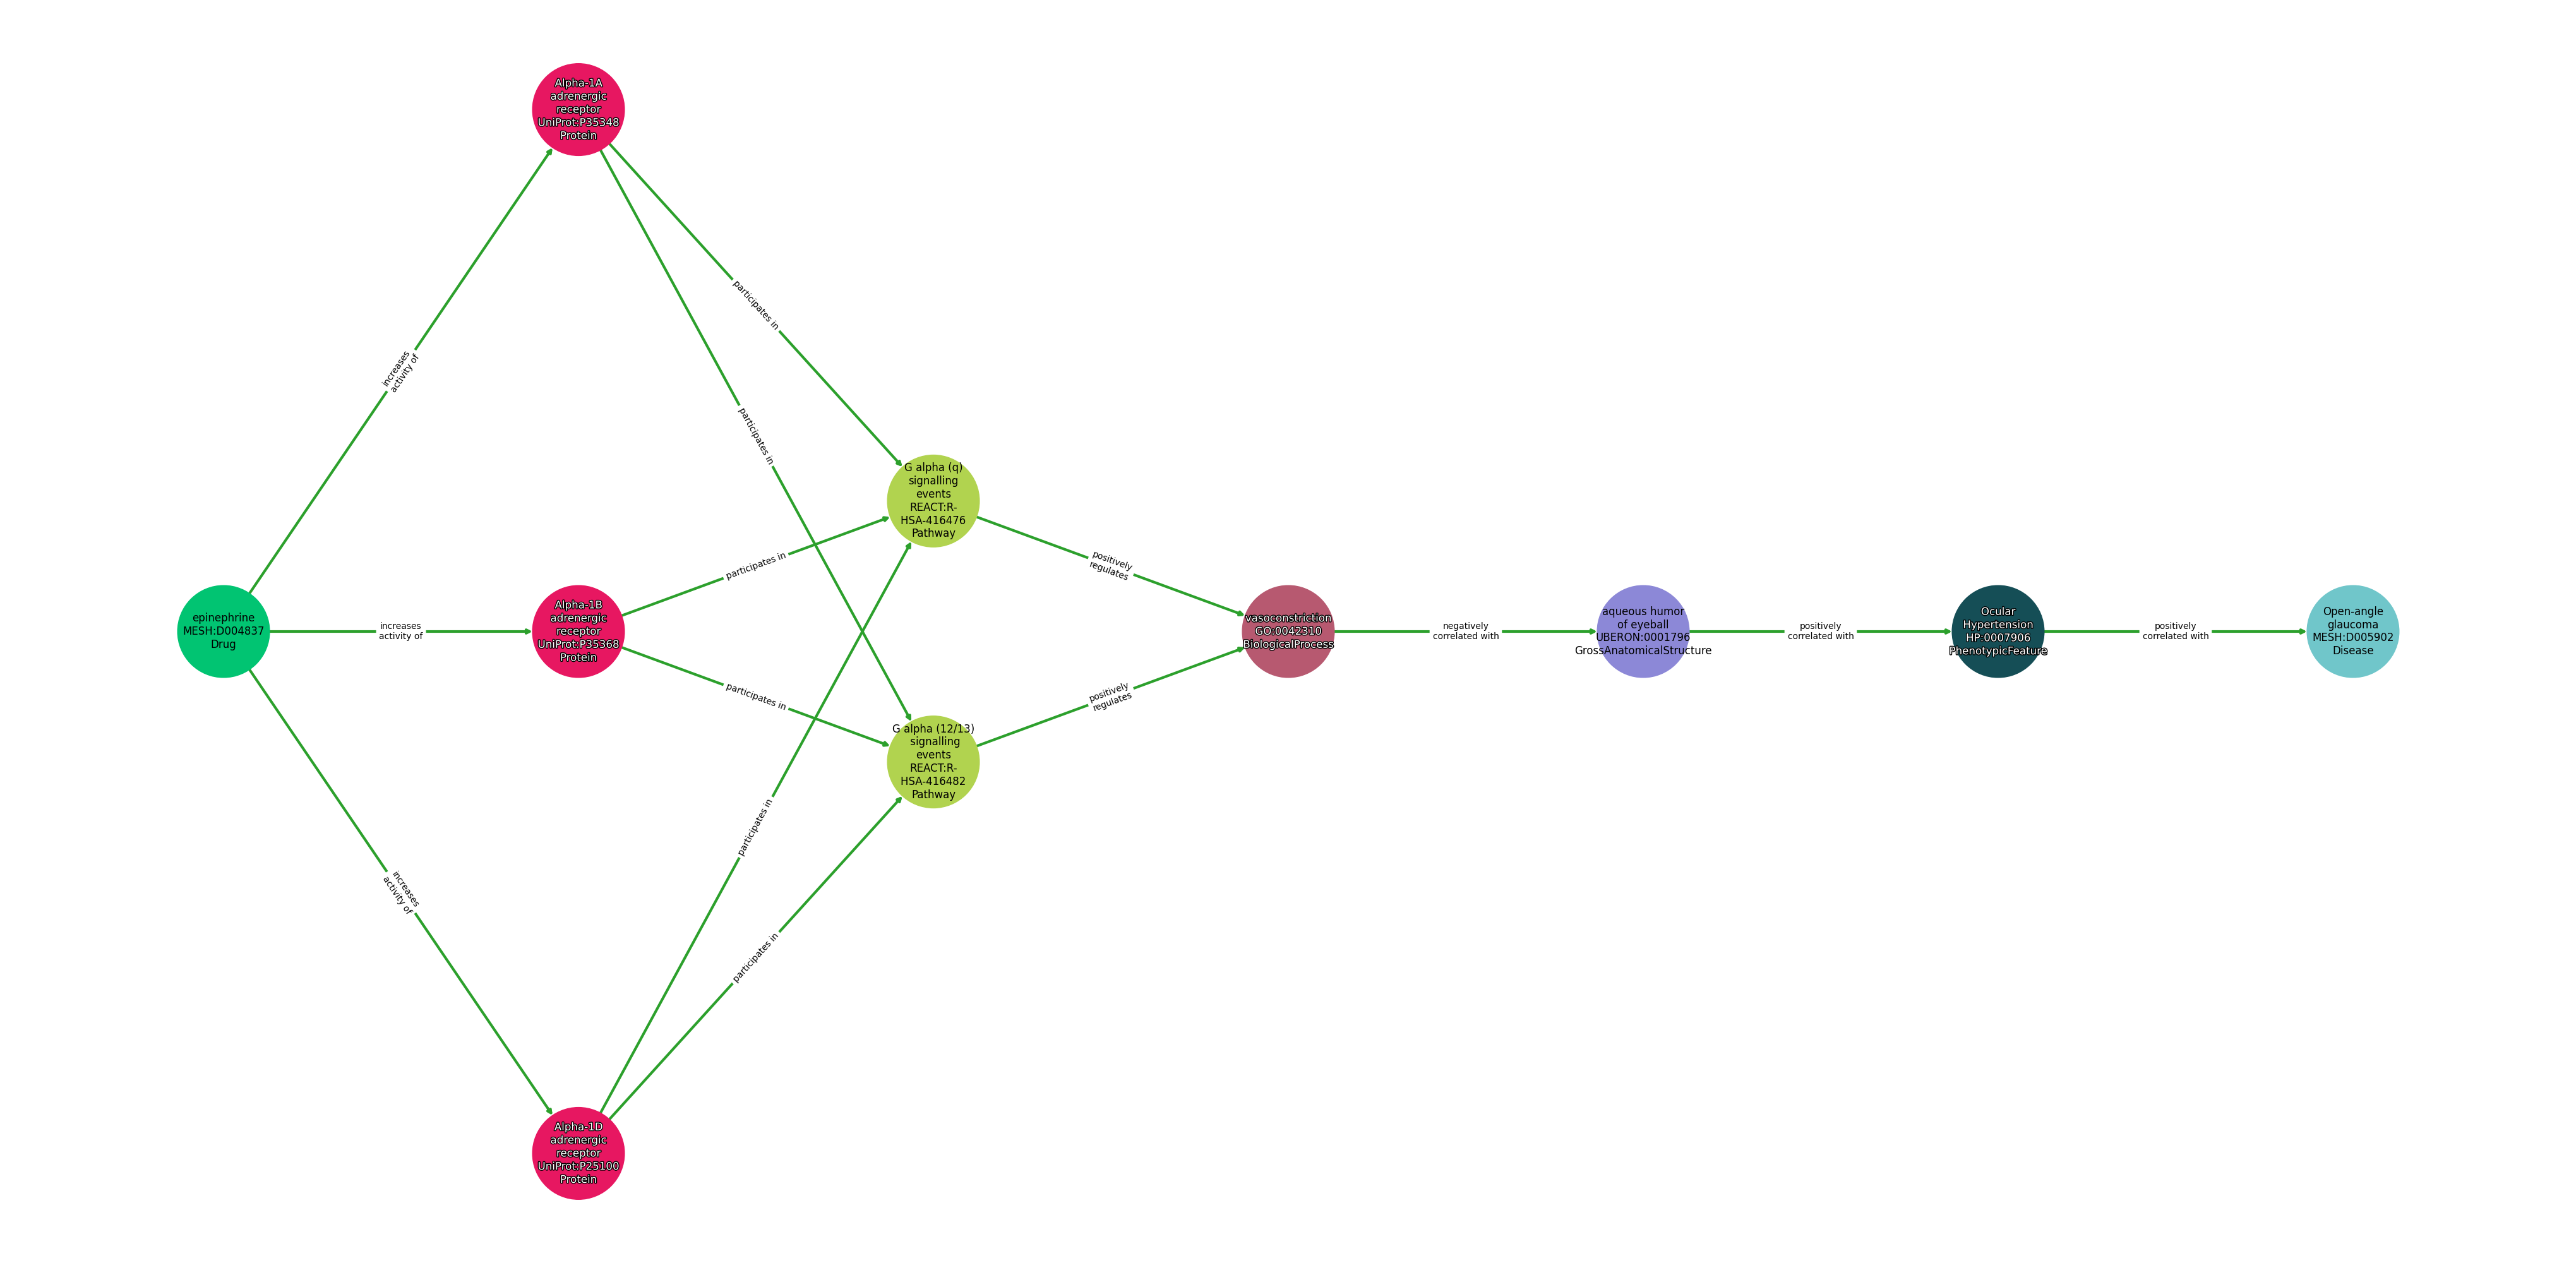 Alpha-1A
adrenergic
receptor
UniProt:P35348
Protein
participates in
increases
activity of
participates in
G alpha (q)
signalling
events
REACT:R-
HSA-416476
Pathway
participates in
positively
regulates
epinephrine
MESH:D004837
Drug
increases
activity of
Alpha-1B
adrenergic
receptor
UniProt:P35368
Protein
vasoconstriction
GO:0042310
BiologicalProcess
negatively
correlated with
aqueous humor
of eyeball
UBERON:0001796
GrossAnatomicalStructure
positively
correlated with
Ocular
Hypertension
HP:0007906
PhenotypicFeature
positively
correlated with
Open-angle
glaucoma
MESH:D005902
Disease
participates in
positively
regulates
G alpha (12/13)
signalling
events
REACT:R-
HSA-416482
Pathway
participates in
increases
activity of
participates in
Alpha-1D
adrenergic
receptor
UniProt:P25100
Protein